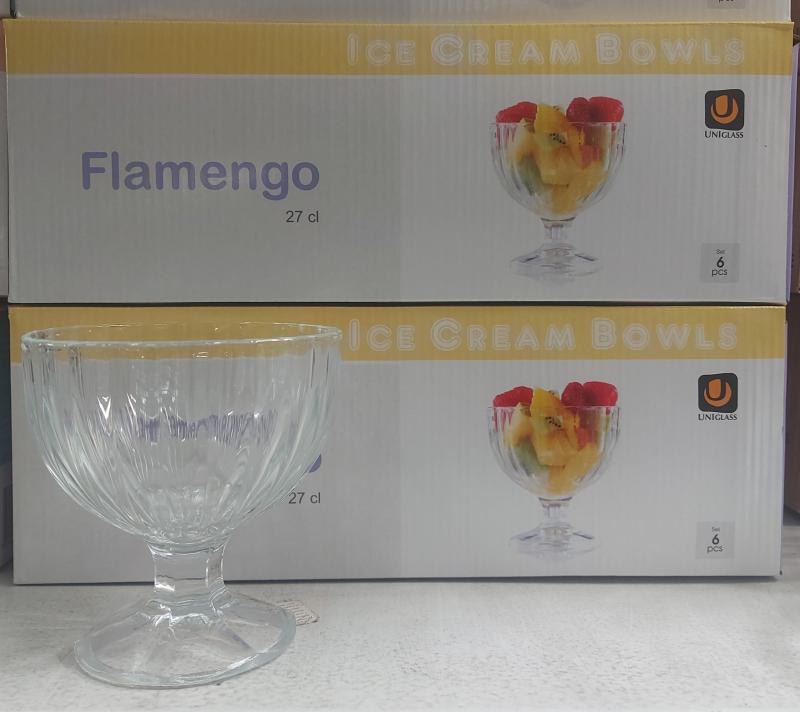 pcs
ICE CREAM BOWLS
Flamengo
27 cl
UNIGLASS
Set
6
pcs
ICE CREAM BOWLS
27 cl
UNIGLASS
Set
6
pcs